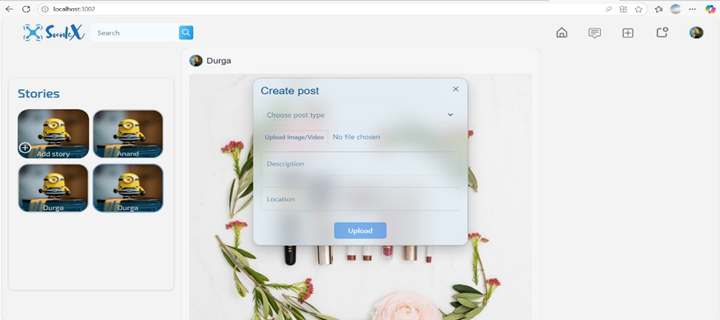 localhost:3002
SociteX
Search
Durga
Stories
Add story
Anand
Durga
Durga
Create post
Choose post type
Upload Image/Video No file chosen
Description
Location
Upload